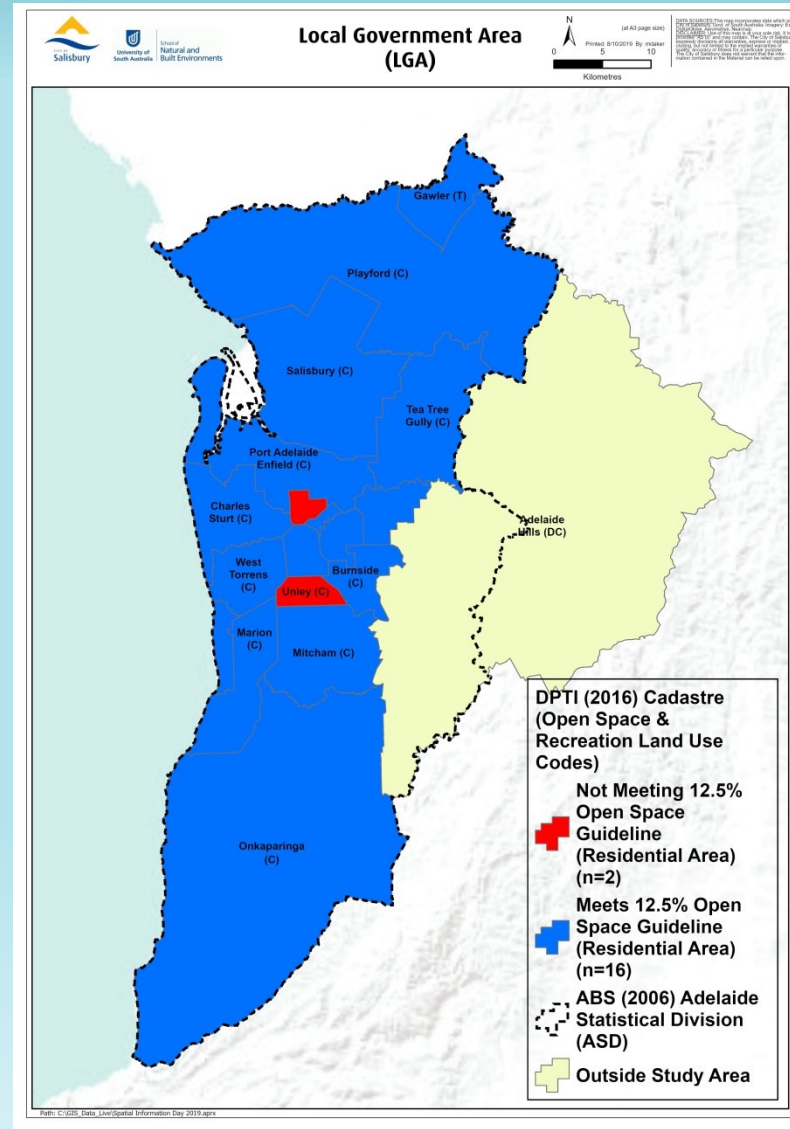 CITY OF
Salisbury
University of
South Australia
School of
Natural and
Built Environments
Local Government Area
(LGA)
N
(at A3 page size)
Printed: 8/10/2019 By: mdaker
0 5 10
Kilometres
Gawler (T)
Playford (C)
Salisbury (C)
Tea Tree
Gully (C)
Port Adelaide
Enfield (C)
Charles
Sturt (C)
Adelaide
Hills (DC)
West
Torrens
(C)
Burnside
(C)
Unley (C)
Marion
(C)
Mitcham (C)
Onkaparinga
(C)
DPTI (2016) Cadastre
(Open Space &
Recreation Land Use
Codes)
Not Meeting 12.5%
Open Space
Guideline
(Residential Area)
(n=2)
Meets 12.5% Open
Space Guideline
(Residential Area)
(n=16)
ABS (2006) Adelaide
Statistical Division
(ASD)
Outside Study Area
Path: C:\GIS_Data_Live\Spatial Information Day 2019.aprx